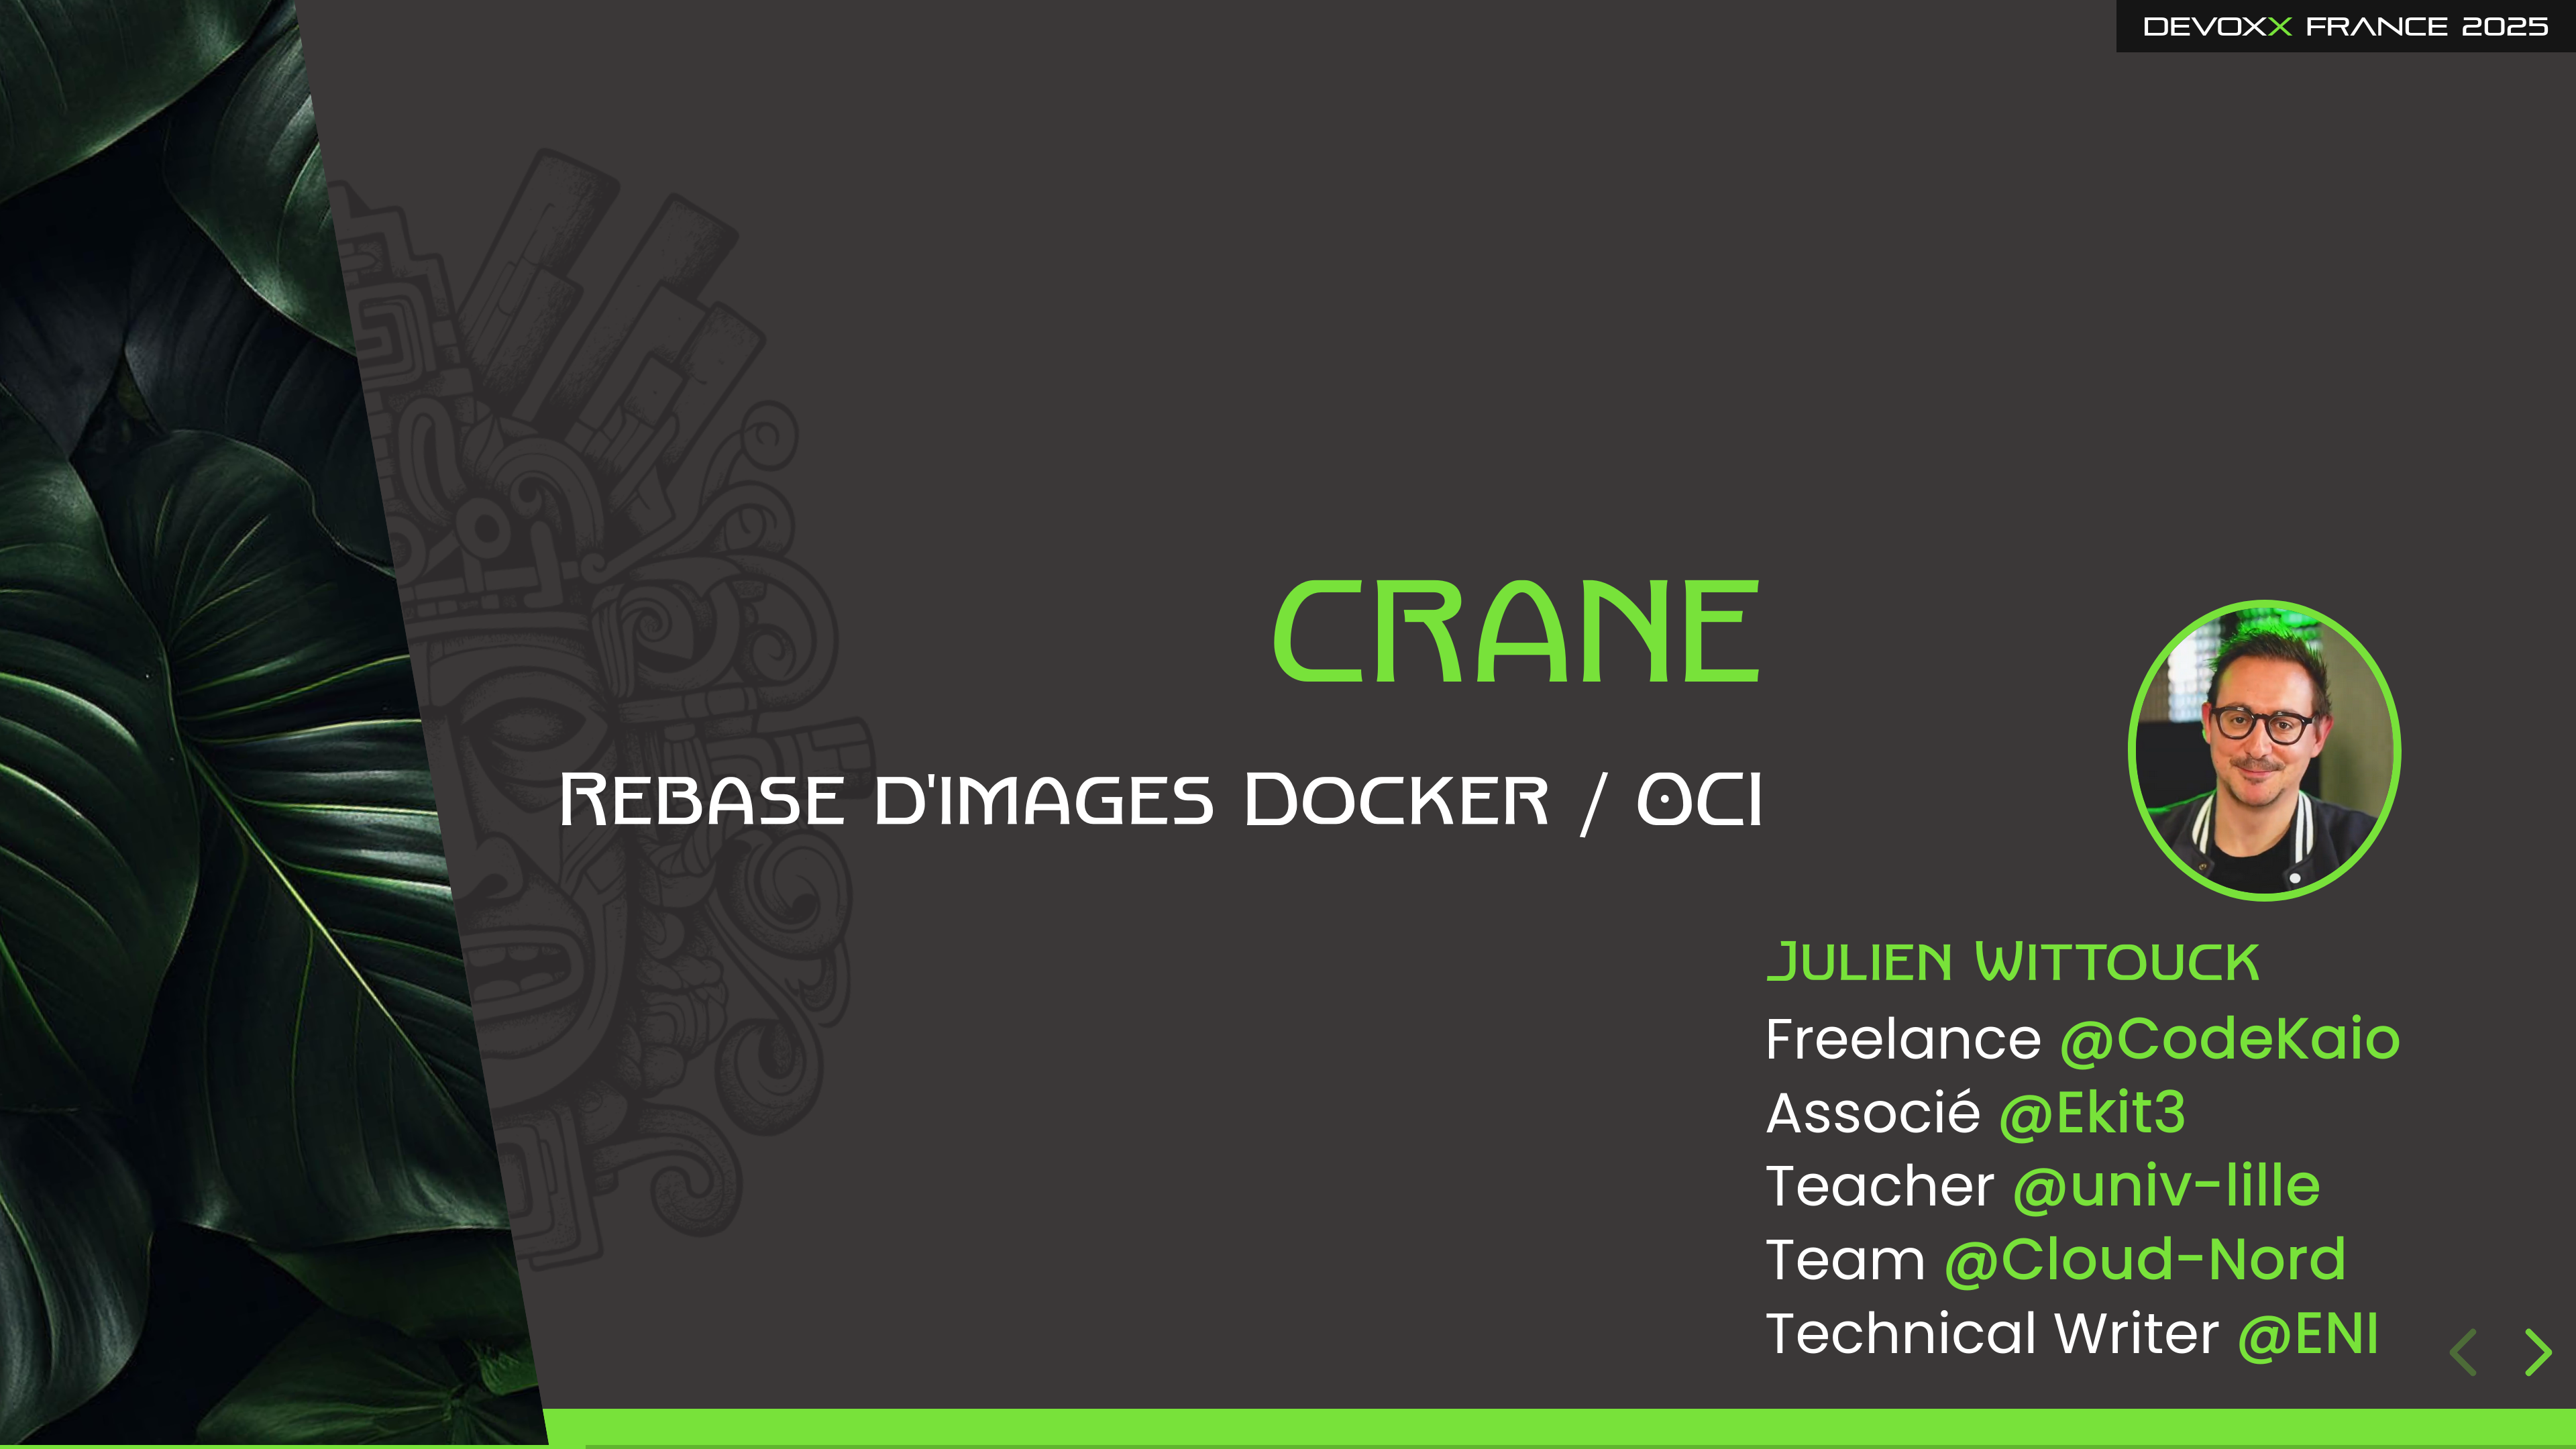 DEVOXX FRANCE 2025
CRANE
REBASE D'IMAGES DOCKER / OCI
JULIEN WITTOUCK
Freelance @CodeKaio
Associé @Ekit3
Teacher @univ-lille
Team @Cloud-Nord
Technical Writer @ENI